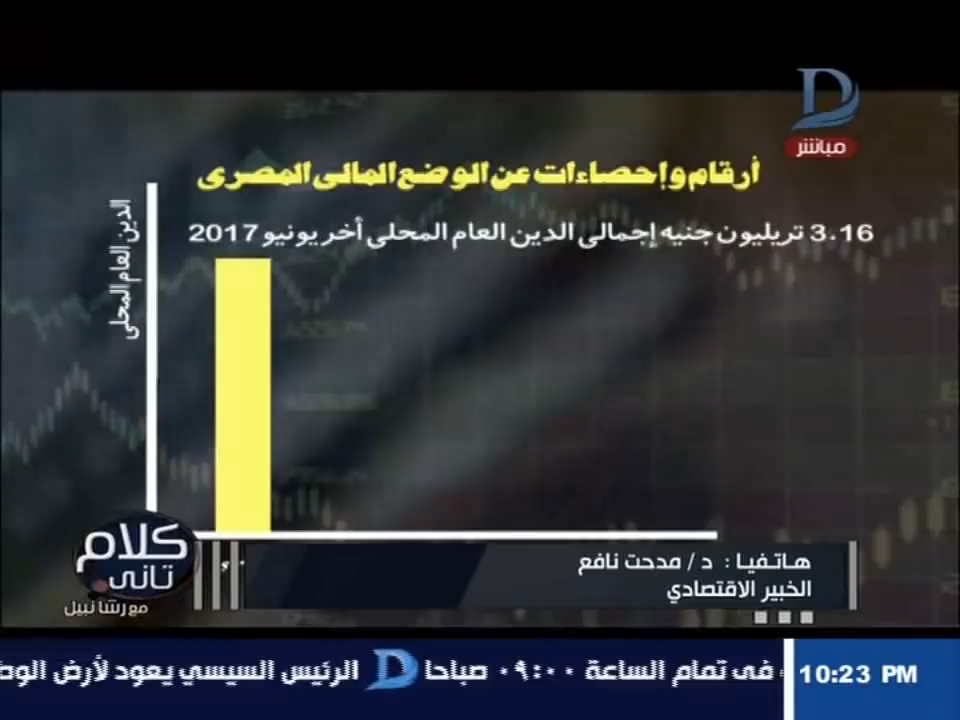 D
مباشر
أرقام وإحصاءات عن الوضع المالى المصرى
3.16 تريليون جنيه إجمالى الدين العام المحلى أخر يونيو 2017
الدين العام المحلى
كلام تانى
مع رشا نبيل
هاتفيا : د/ مدحت نافع
الخبير الاقتصادي
فى تمام الساعة ٠٩:٠٠ صباحا D الرئيس السيسي يعود لأرض
10:23 PM